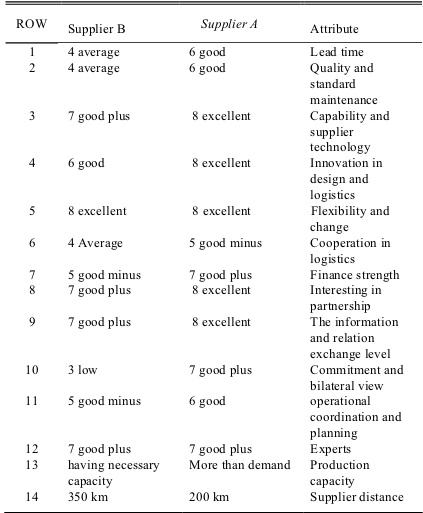 ROW Supplier B Supplier A Attribute
1 4 average 6 good Lead time
2 4 average 6 good Quality and
standard
maintenance
3 7 good plus 8 excellent Capability and
supplier
technology
4 6 good 8 excellent Innovation in
design and
logistics
5 8 excellent 8 excellent Flexibility and
change
6 4 Average 5 good minus Cooperation in
logistics
7 5 good minus 7 good plus Finance strength
8 7 good plus 8 excellent Interesting in
partnership
9 7 good plus 8 excellent The information
and relation
exchange level
10 3 low 7 good plus Commitment and
bilateral view
11 5 good minus 6 good operational
coordination and
planning
12 7 good plus 7 good plus Experts
13 having necessary More than demand Production
capacity capacity
14 350 km 200 km Supplier distance